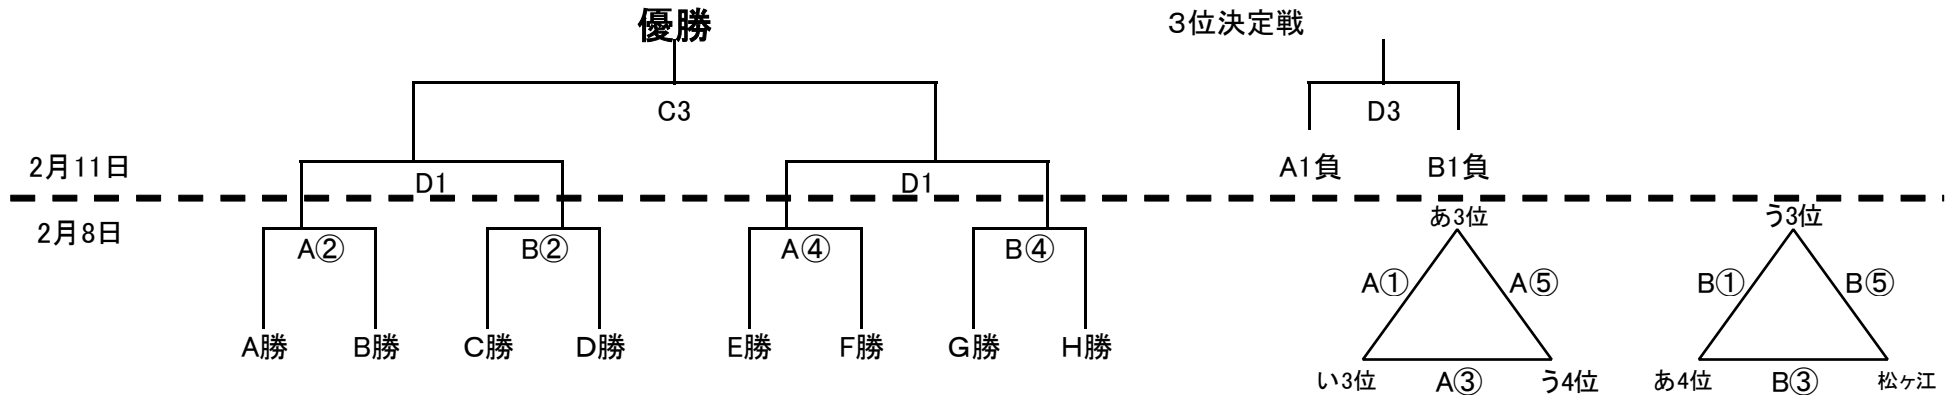 優勝
３位決定戦
C3
D3
2月11日
A1負
B1負
D1
D1
2月8日
あ3位
う3位
A②
B②
A④
B④
A①
A⑤
B①
B⑤
A勝
B勝
C勝
D勝
E勝
F勝
G勝
H勝
い3位
A③
う4位
あ4位
B③
松ヶ江